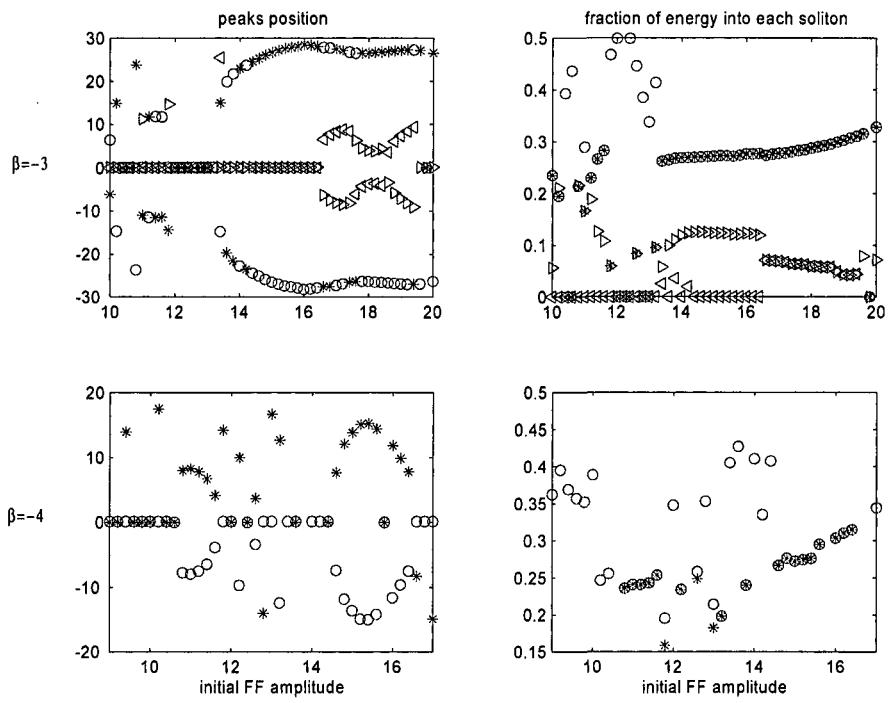 peaks position
fraction of energy into each soliton
30
20
10
0
-10
-20
-30
10 12 14 16 18 20
β=-3
0.5
0.4
0.3
0.2
0.1
0
10 12 14 16 18 20
20
10
0
-10
-20
10 12 14 16
β=-4
initial FF amplitude
0.5
0.45
0.4
0.35
0.3
0.25
0.2
0.15
10 12 14 16
initial FF amplitude